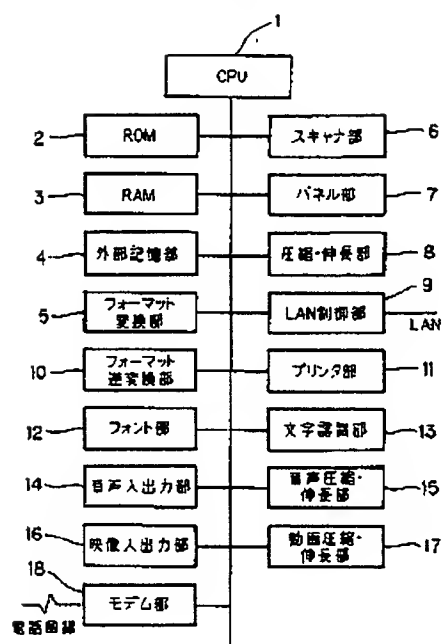 1
CPU
2 ROM スキャナ部 6
3 RAM パネル部 7
4 外部記憶部 圧縮・伸長部 8
9
5 フォーマット変換部 LAN制御部 LAN
10 フォーマット逆変換部 プリンタ部 11
12 フォント部 文字認識部 13
14 音声入出力部 音声圧縮・伸長部 15
16 映像入出力部 動画圧縮・伸長部 17
18
モデム部
電話回線